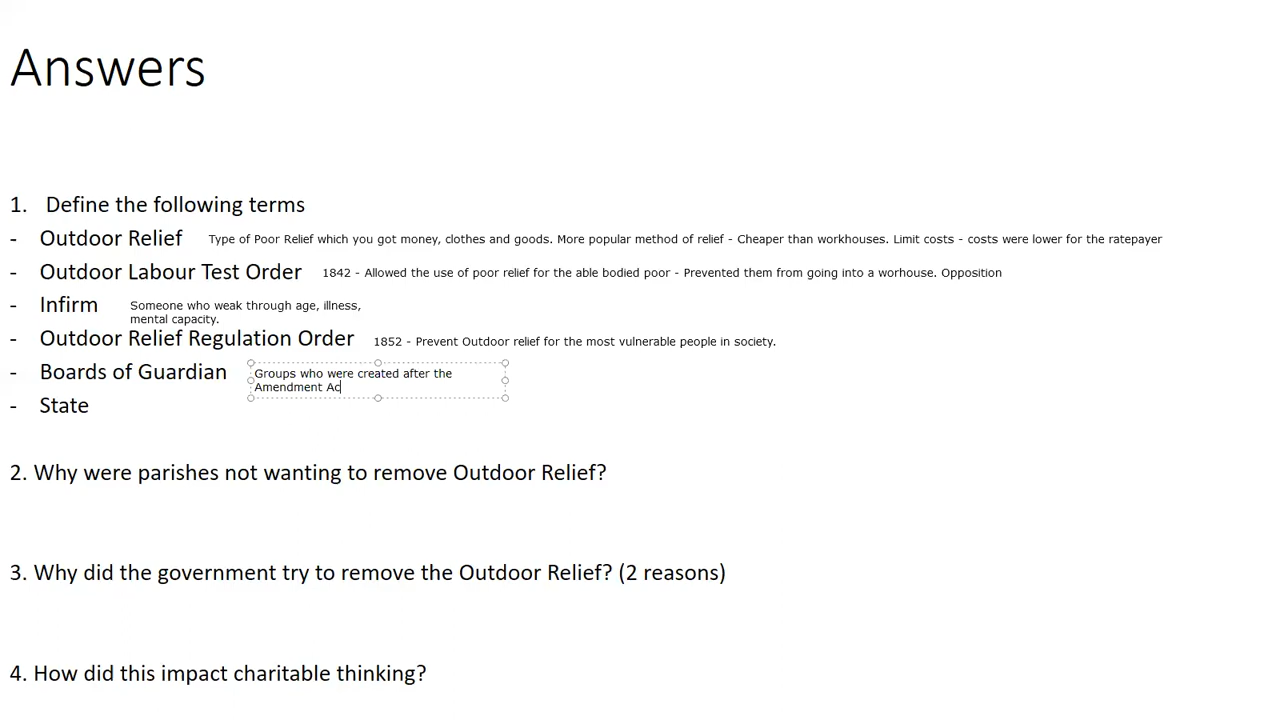 Answers
1. Define the following terms
- Outdoor Relief Type of Poor Relief which you got money, clothes and goods. More popular method of relief - Cheaper than workhouses. Limit costs - costs were lower for the ratepayer
- Outdoor Labour Test Order 1842 - Allowed the use of poor relief for the able bodied poor - Prevented them from going into a worhouse. Opposition
- Infirm Someone who weak through age, illness,
mental capacity.
- Outdoor Relief Regulation Order 1852 - Prevent Outdoor relief for the most vulnerable people in society.
- Boards of Guardian Groups who were created after the
Amendment Ac
- State
2. Why were parishes not wanting to remove Outdoor Relief?
3. Why did the government try to remove the Outdoor Relief? (2 reasons)
4. How did this impact charitable thinking?